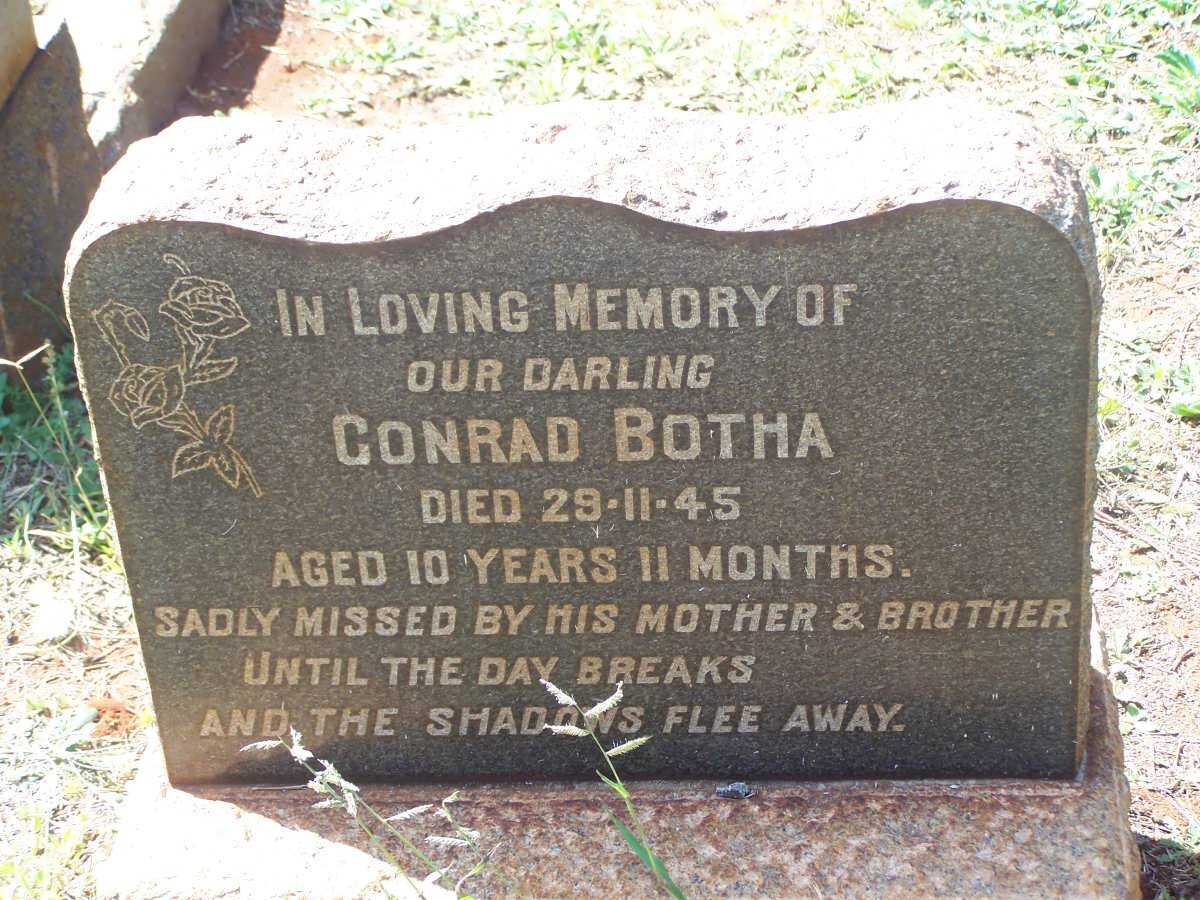 IN LOVING MEMORY OF
OUR DARLING
CONRAD BOTHA
DIED 29·11·45
AGED 10 YEARS 11 MONTHS.
SADLY MISSED BY HIS MOTHER & BROTHER
UNTIL THE DAY BREAKS
AND THE SHADOWS FLEE AWAY.